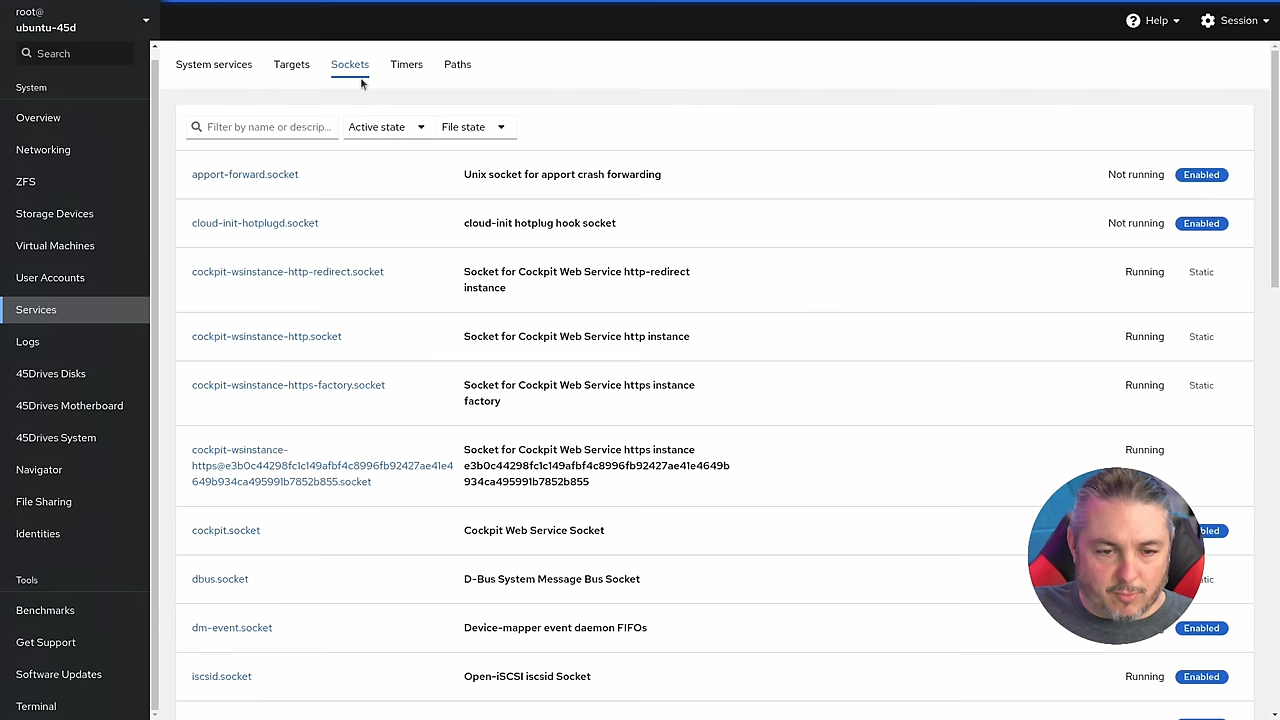 root@
ubuntu-45d
Help
Session
Search
System services
Targets
Sockets
Timers
Paths
System
Overview
Networking
ZFS
Storage Devices
Virtual Machines
User Accounts
Services
Logs
45Drives Disks
45Drives Motherboard
45Drives System
Navigator
File Sharing
Identities
Tools
Benchmarks
Get Support
Software Updates
Terminal
Filter by name or descrip...
Active state
File state
apport-forward.socket
Unix socket for apport crash forwarding
Not running
Enabled
cloud-init-hotplugd.socket
cloud-init hotplug hook socket
Not running
Enabled
cockpit-wsinstance-http-redirect.socket
Socket for Cockpit Web Service http-redirect
instance
Running
Static
cockpit-wsinstance-http.socket
Socket for Cockpit Web Service http instance
Running
Static
cockpit-wsinstance-https-factory.socket
Socket for Cockpit Web Service https instance
factory
Running
Static
cockpit-wsinstance-
https@e3b0c44298fc1c149afbf4c8996fb92427ae41e4
649b934ca495991b7852b855.socket
Socket for Cockpit Web Service https instance
e3b0c44298fc1c149afbf4c8996fb92427ae41e4649b
934ca495991b7852b855
Running
cockpit.socket
Cockpit Web Service Socket
dbus.socket
D-Bus System Message Bus Socket
dm-event.socket
Device-mapper event daemon FIFOs
Enabled
iscsid.socket
Open-iSCSI iscsid Socket
Running
Enabled